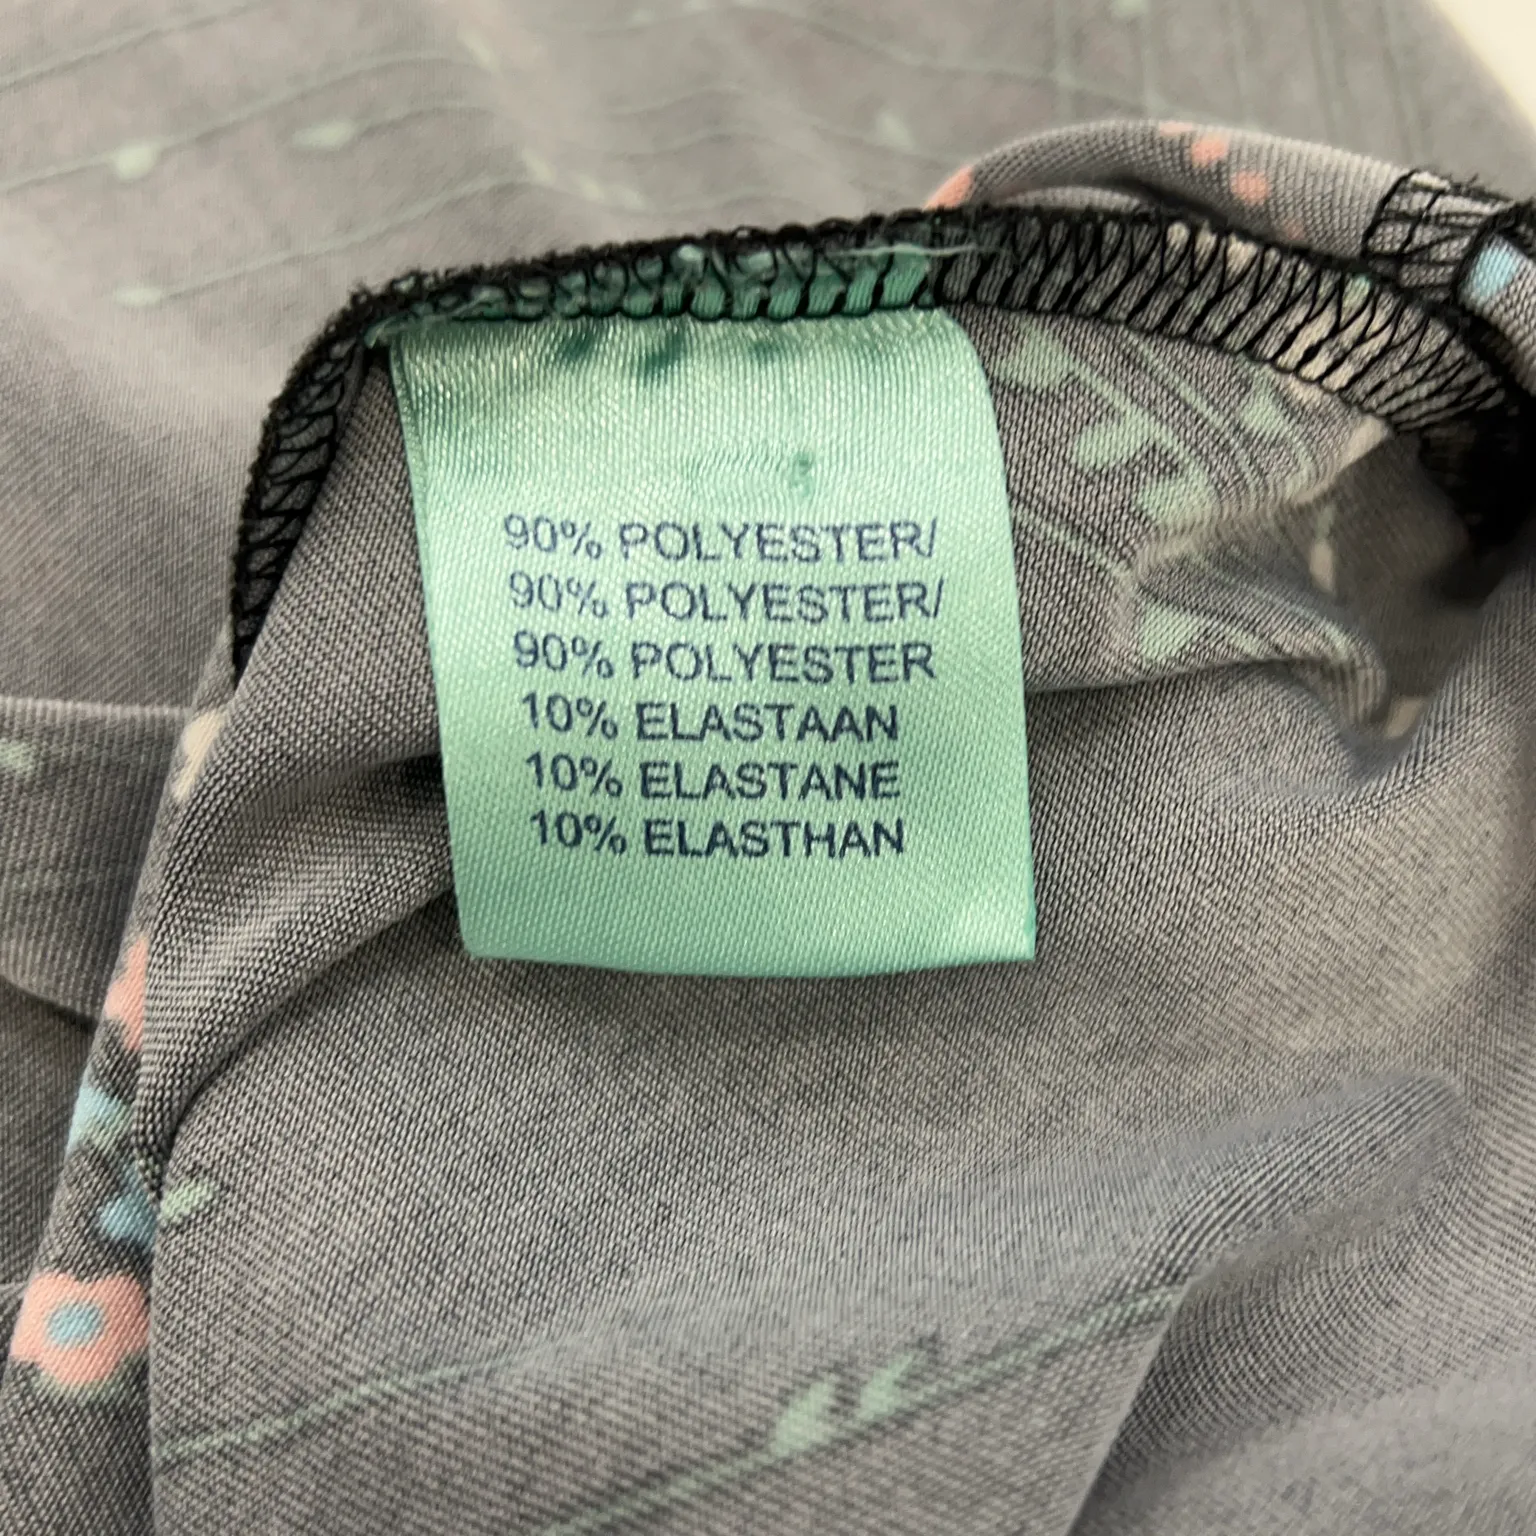 90% POLYESTER/
90% POLYESTER/
90% POLYESTER
10% ELASTAAN
10% ELASTANE
10% ELASTHAN